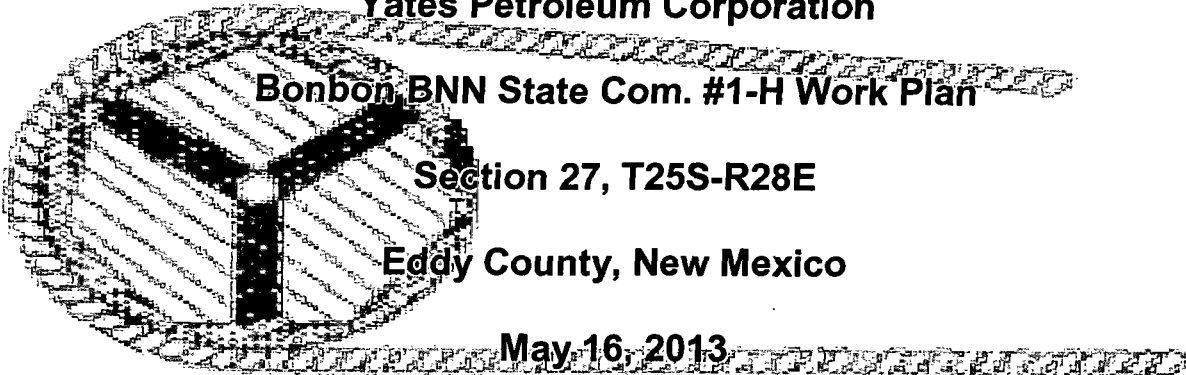 Yates Petroleum Corporation
Bonbon BNN State Com. #1-H Work Plan
Section 27, T25S-R28E
Eddy County, New Mexico
May 16, 2013